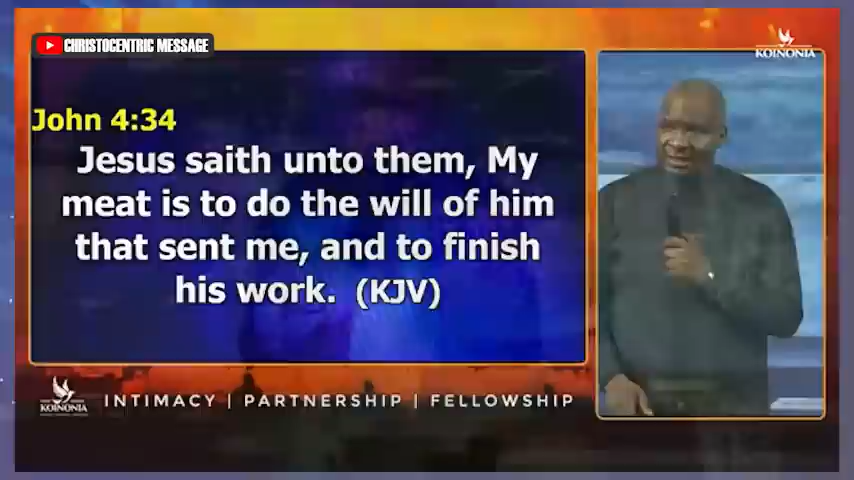 CHRISTOCENTRIC MESSAGE
KOINONIA
John 4:34
Jesus saith unto them, My
meat is to do the will of him
that sent me, and to finish
his work. (KJV)
KOINONIA
INTIMACY | PARTNERSHIP | FELLOWSHIP